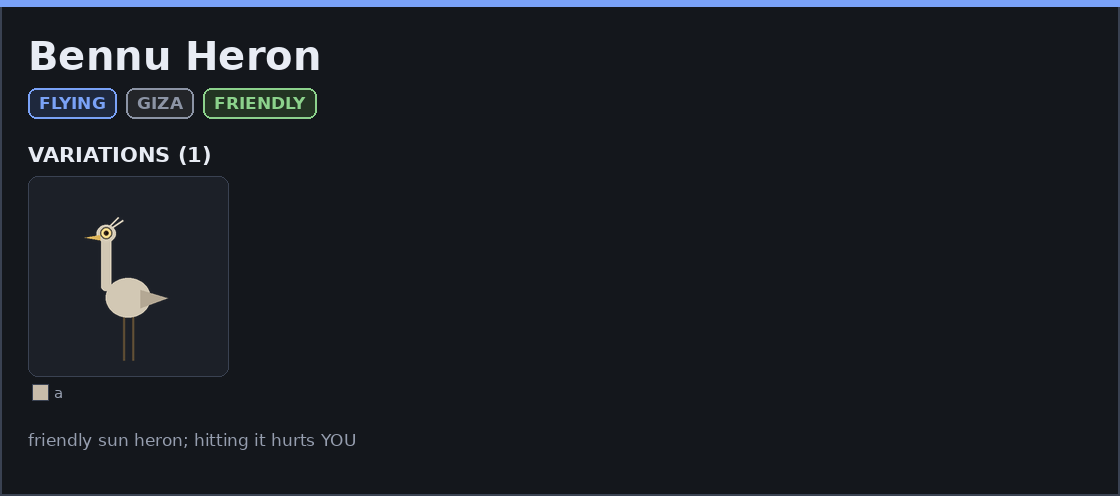 Bennu Heron
FLYING GIZA FRIENDLY
VARIATIONS (1)
a
friendly sun heron; hitting it hurts YOU